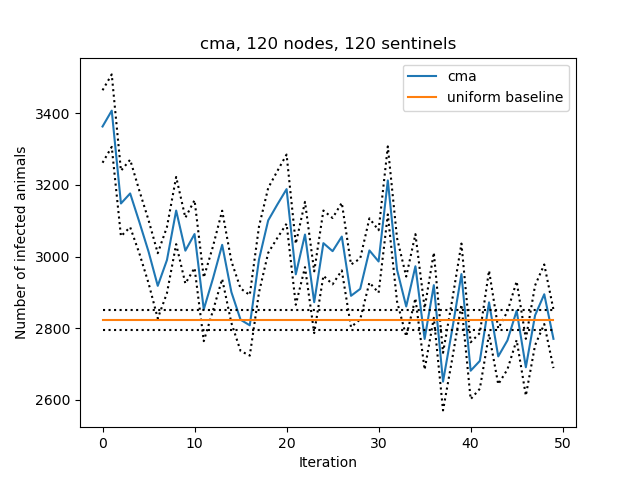 cma, 120 nodes, 120 sentinels
cma
uniform baseline
Number of infected animals
3400
3200
3000
2800
2600
0 10 20 30 40 50
Iteration